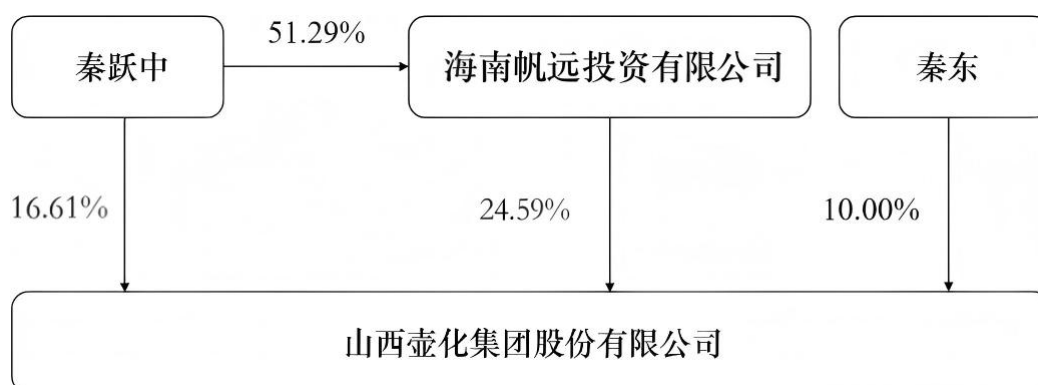 51.29%
秦跃中
海南帆远投资有限公司
秦东
16.61%
24.59%
10.00%
山西壶化集团股份有限公司